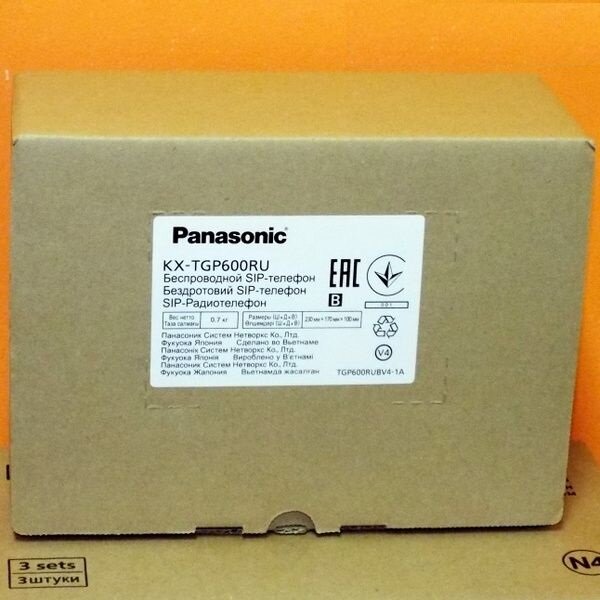 Panasonic
KX-TGP600RU
Беспроводной SIP-телефон
Бездротовий SIP-телефон
SIP-Радиотелефон
EAC
B
001
Вес нетто
Таза салмағы
0.7 кг
Размеры (Ш×Д×В)
Өлшемдері (Ш×Д×В)
230 мм × 170 мм × 100 мм
Панасоник Систем Нетворкс Ко., Лтд.
Фукуока Япония Сделано во Вьетнаме
Панасонік Систем Нетворкс Ко., Лтд.
Фукуока Японія Вироблено у В'єтнамі
Панасоник Систем Нетворкс Ко., Лтд.
Фукуока Жапония Вьетнамда жасалған
V4
TGP600RUBV4-1A
3 sets
3 штуки
N4